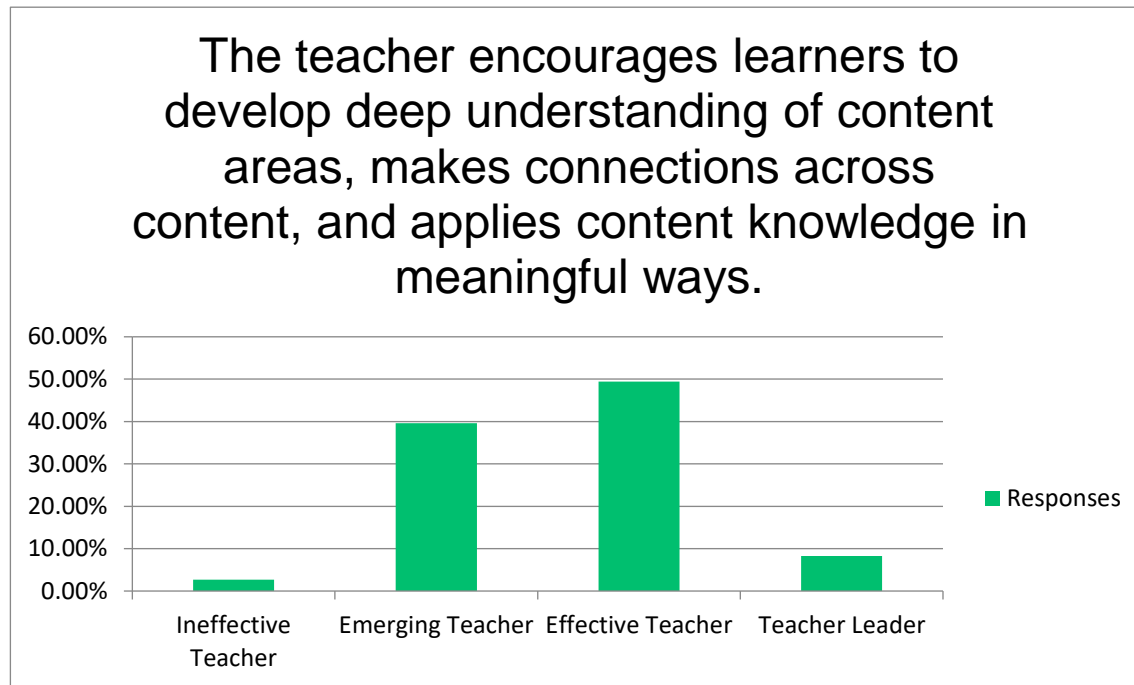 The teacher encourages learners to
develop deep understanding of content
areas, makes connections across
content, and applies content knowledge in
meaningful ways.
60.00%
50.00%
40.00%
30.00%
20.00%
10.00%
0.00%
Ineffective
Teacher
Emerging Teacher
Effective Teacher
Teacher Leader
Responses